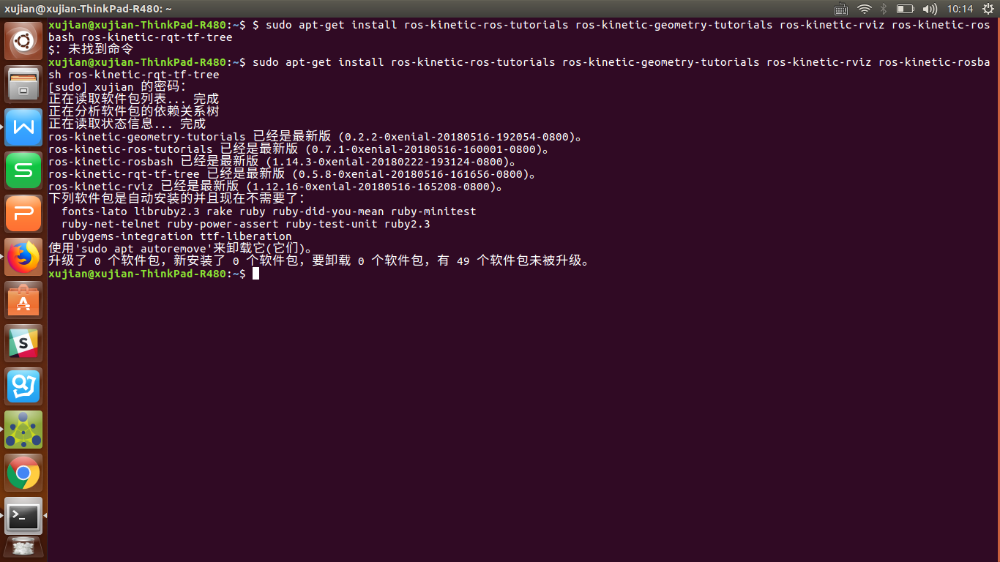 xujian@xujian-ThinkPad-R480: ~
10:14
xujian@xujian-ThinkPad-R480:~$ $ sudo apt-get install ros-kinetic-ros-tutorials ros-kinetic-geometry-tutorials ros-kinetic-rviz ros-kinetic-ros
bash ros-kinetic-rqt-tf-tree
$：未找到命令
xujian@xujian-ThinkPad-R480:~$ sudo apt-get install ros-kinetic-ros-tutorials ros-kinetic-geometry-tutorials ros-kinetic-rviz ros-kinetic-rosba
sh ros-kinetic-rqt-tf-tree
[sudo] xujian 的密码：
正在读取软件包列表... 完成
正在分析软件包的依赖关系树
正在读取状态信息... 完成
ros-kinetic-geometry-tutorials 已经是最新版 (0.2.2-0xenial-20180516-192054-0800)。
ros-kinetic-ros-tutorials 已经是最新版 (0.7.1-0xenial-20180516-160001-0800)。
ros-kinetic-rosbash 已经是最新版 (1.14.3-0xenial-20180222-193124-0800)。
ros-kinetic-rqt-tf-tree 已经是最新版 (0.5.8-0xenial-20180516-161656-0800)。
ros-kinetic-rviz 已经是最新版 (1.12.16-0xenial-20180516-165208-0800)。
下列软件包是自动安装的并且现在不需要了：
fonts-lato libruby2.3 rake ruby ruby-did-you-mean ruby-minitest
ruby-net-telnet ruby-power-assert ruby-test-unit ruby2.3
rubygems-integration ttf-liberation
使用'sudo apt autoremove'来卸载它(它们)。
升级了 0 个软件包，新安装了 0 个软件包，要卸载 0 个软件包，有 49 个软件包未被升级。
xujian@xujian-ThinkPad-R480:~$